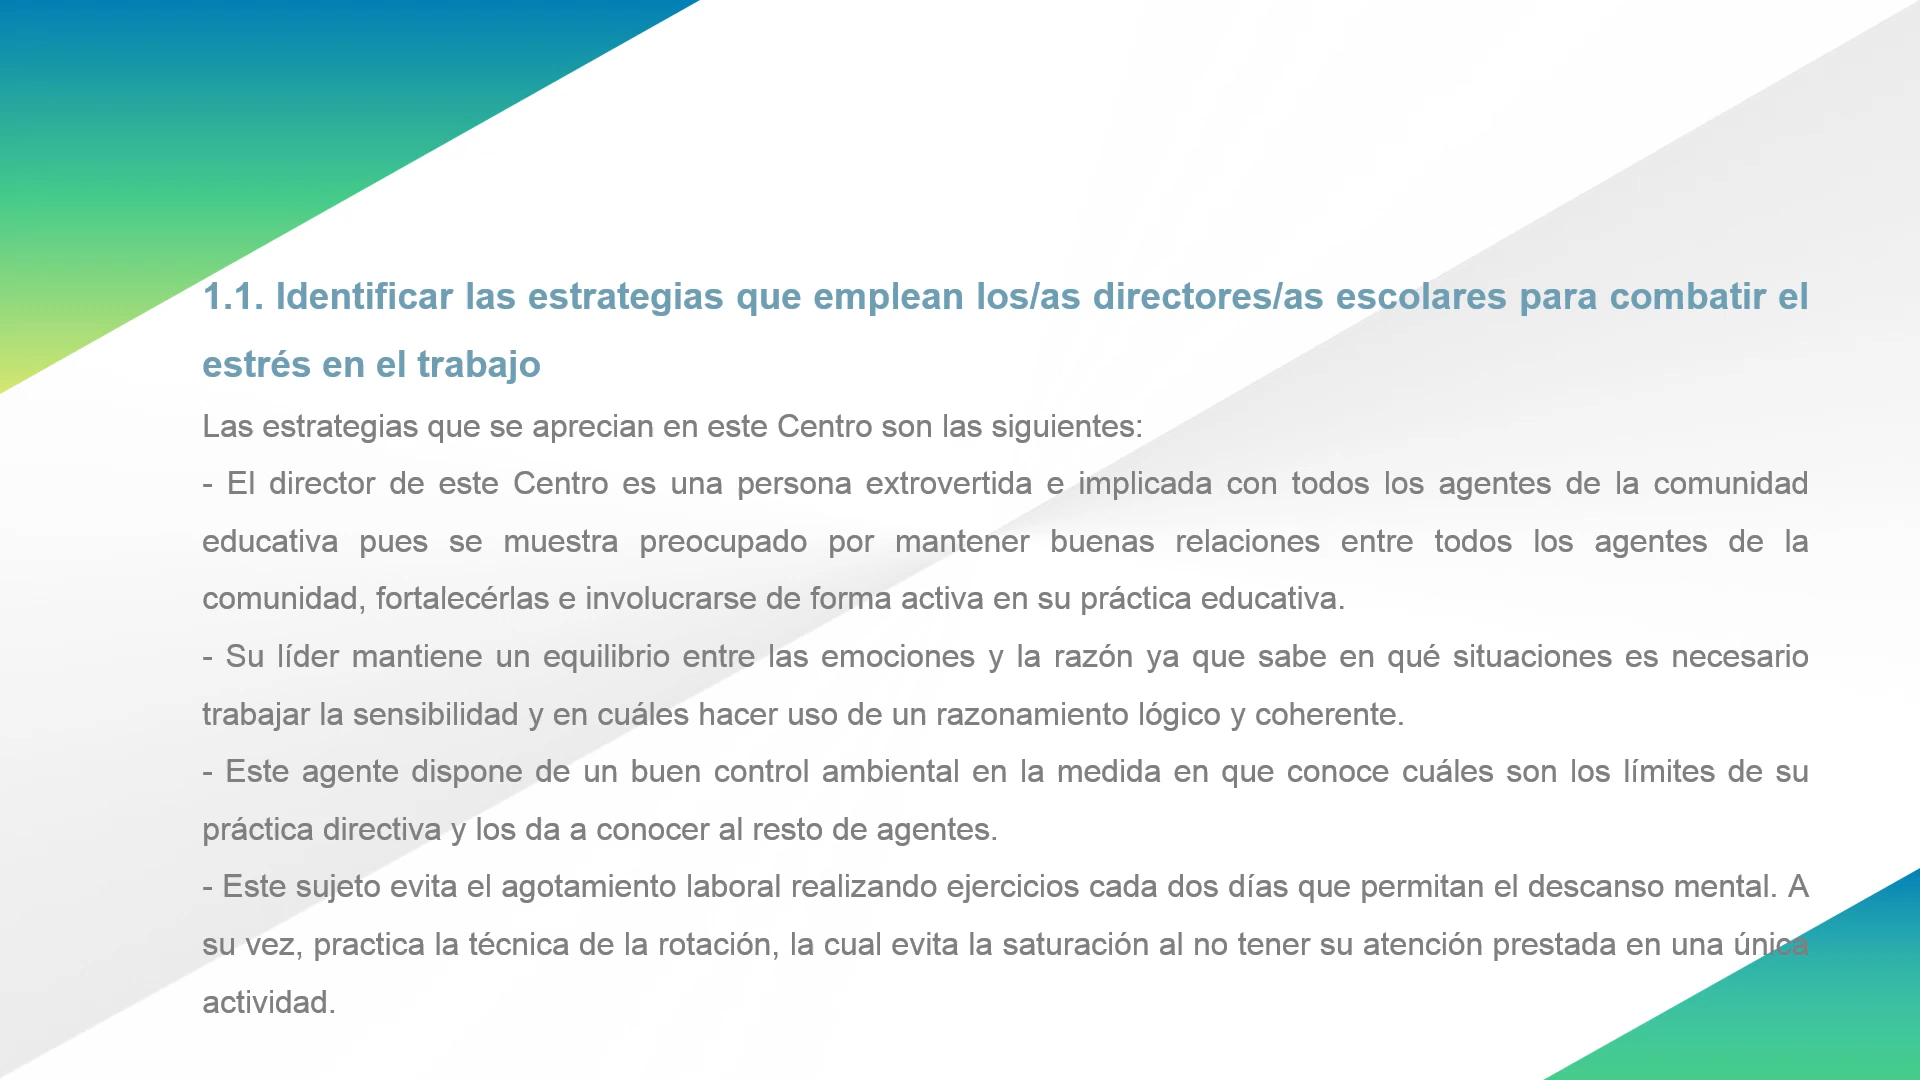 1.1. Identificar las estrategias que emplean los/as directores/as escolares para combatir el
estrés en el trabajo
Las estrategias que se aprecian en este Centro son las siguientes:
- El director de este Centro es una persona extrovertida e implicada con todos los agentes de la comunidad
educativa pues se muestra preocupado por mantener buenas relaciones entre todos los agentes de la
comunidad, fortalecérlas e involucrarse de forma activa en su práctica educativa.
- Su líder mantiene un equilibrio entre las emociones y la razón ya que sabe en qué situaciones es necesario
trabajar la sensibilidad y en cuáles hacer uso de un razonamiento lógico y coherente.
- Este agente dispone de un buen control ambiental en la medida en que conoce cuáles son los límites de su
práctica directiva y los da a conocer al resto de agentes.
- Este sujeto evita el agotamiento laboral realizando ejercicios cada dos días que permitan el descanso mental. A
su vez, practica la técnica de la rotación, la cual evita la saturación al no tener su atención prestada en una única
actividad.